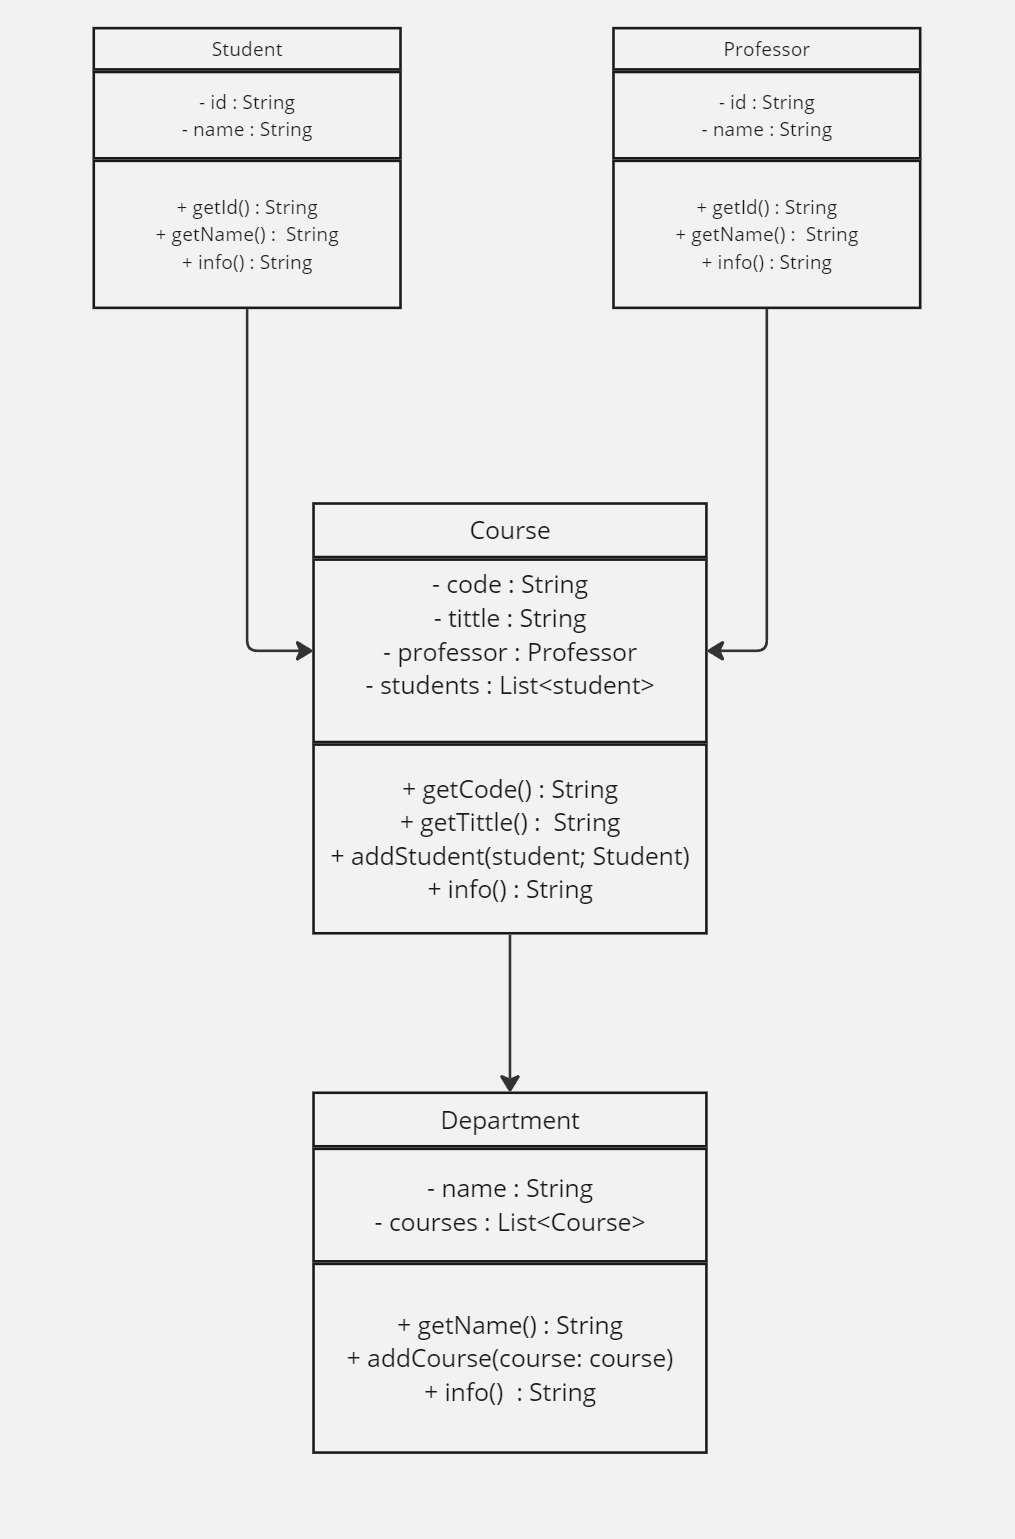 Student
- id : String
- name : String
+ getId() : String
+ getName() :  String
+ info() : String
Professor
- id : String
- name : String
+ getId() : String
+ getName() :  String
+ info() : String
Course
- code : String
- tittle : String
- professor : Professor
- students : List<student>
+ getCode() : String
+ getTittle() :  String
+ addStudent(student; Student)
+ info() : String
Department
- name : String
- courses : List<Course>
+ getName() : String
+ addCourse(course: course)
+ info()  : String